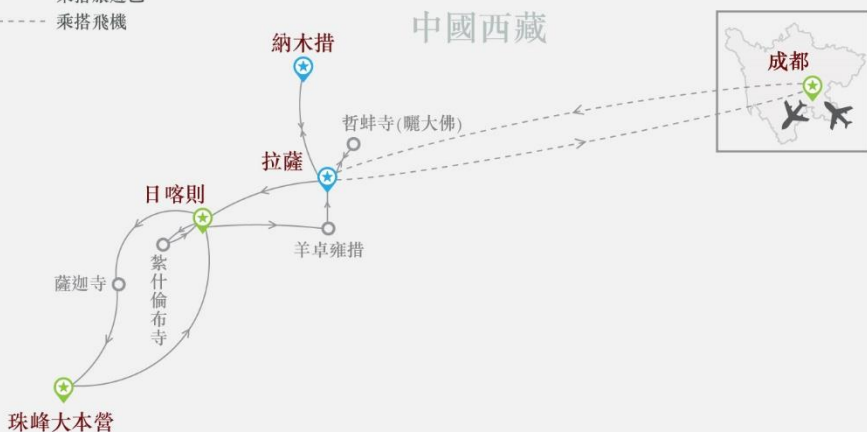 乘搭飛機
中國西藏
納木措
成都
哲蚌寺(曬大佛)
拉薩
日喀則
羊卓雍措
紮什倫布寺
薩迦寺
珠峰大本營